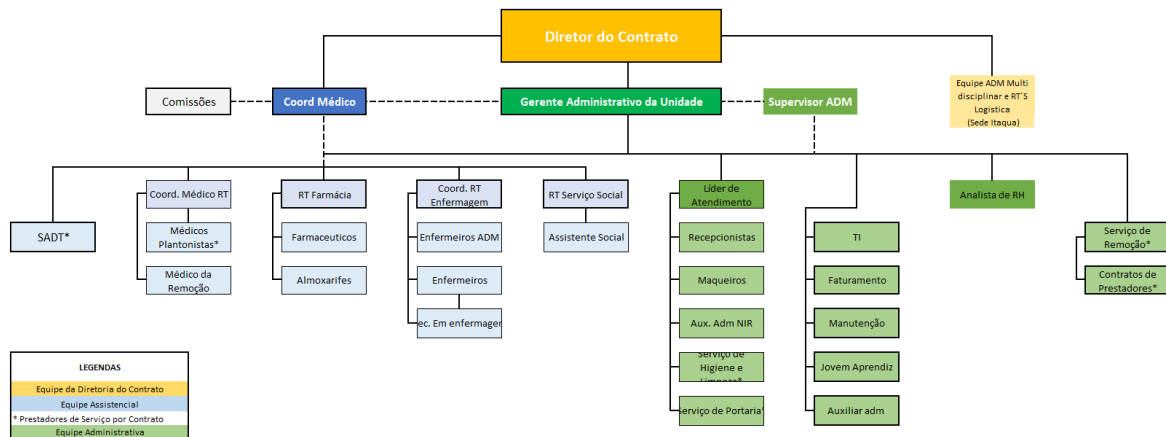 Diretor do Contrato
Comissões
Coord Médico
Gerente Administrativo da Unidade
Supervisor ADM
Equipe ADM Multi
disciplinar e RT´S
Logistica
(Sede Itaqua)
Coord. Médico RT
RT Farmácia
Coord. RT
Enfermagem
RT Serviço Social
Líder de
Atendimento
Analista de RH
SADT*
Médicos
Plantonistas*
Farmaceuticos
Enfermeiros ADM
Assistente Social
Recepcionistas
TI
Serviço de
Remoção*
Médico da
Remoção
Almoxarifes
Enfermeiros
Maqueiros
Faturamento
Contratos de
Prestadores*
ec. Em enfermager
Aux. Adm NIR
Manutenção
Serviço de
Higiene e
Limpeza*
Jovem Aprendiz
Serviço de Portaria*
Auxiliar adm
LEGENDAS
Equipe da Diretoria do Contrato
Equipe Assistencial
* Prestadores de Serviço por Contrato
Equipe Administrativa